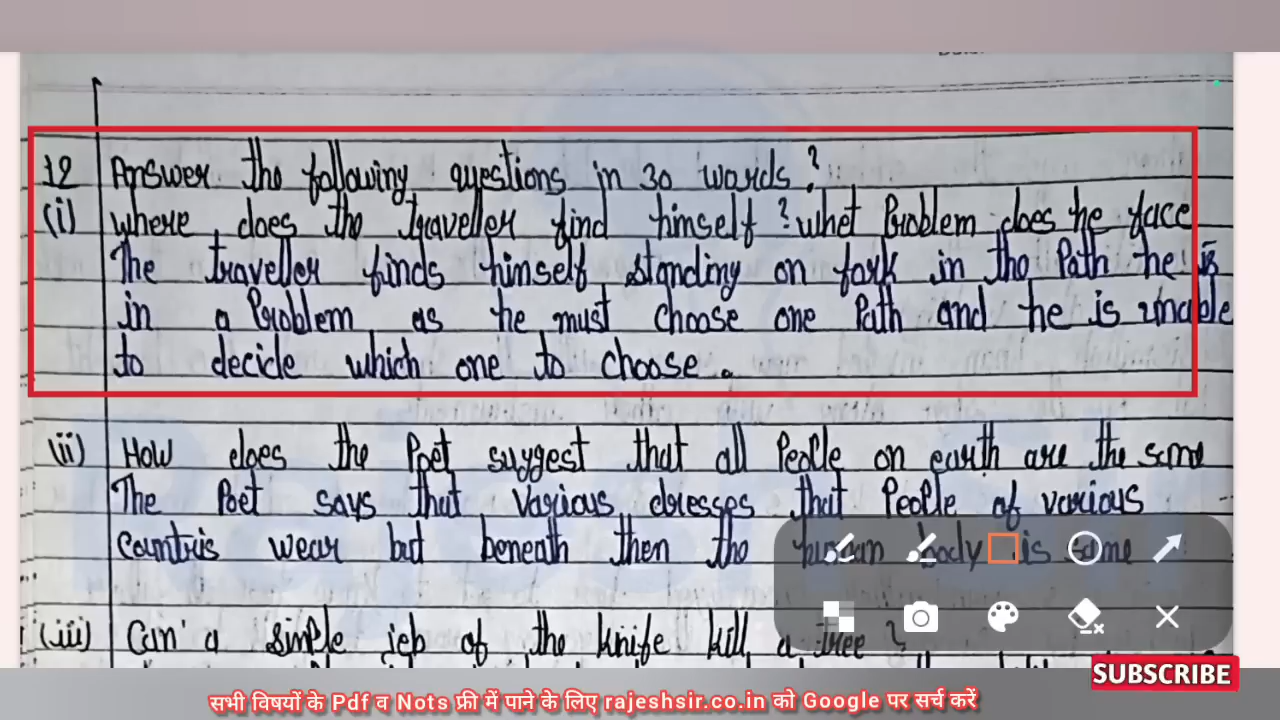 12 Answer the following questions in 30 wards?
(i) where does the traveller find himself? whet Problem does he face
The traveller finds himself standing on fork in the Path he is
in a Problem as he must choose one Path and he is unable
to decide which one to choose.
(ii) How does the Poet suggest that all People on earth are the same
The Poet says that various dresses that People of various
Countris wear but beneath then the human body is same
(iii) Can a simple jeb of the knife kill a tree?
SUBSCRIBE
सभी विषयों के Pdf व Nots फ्री में पाने के लिए rajeshsir.co.in को Google पर सर्च करें